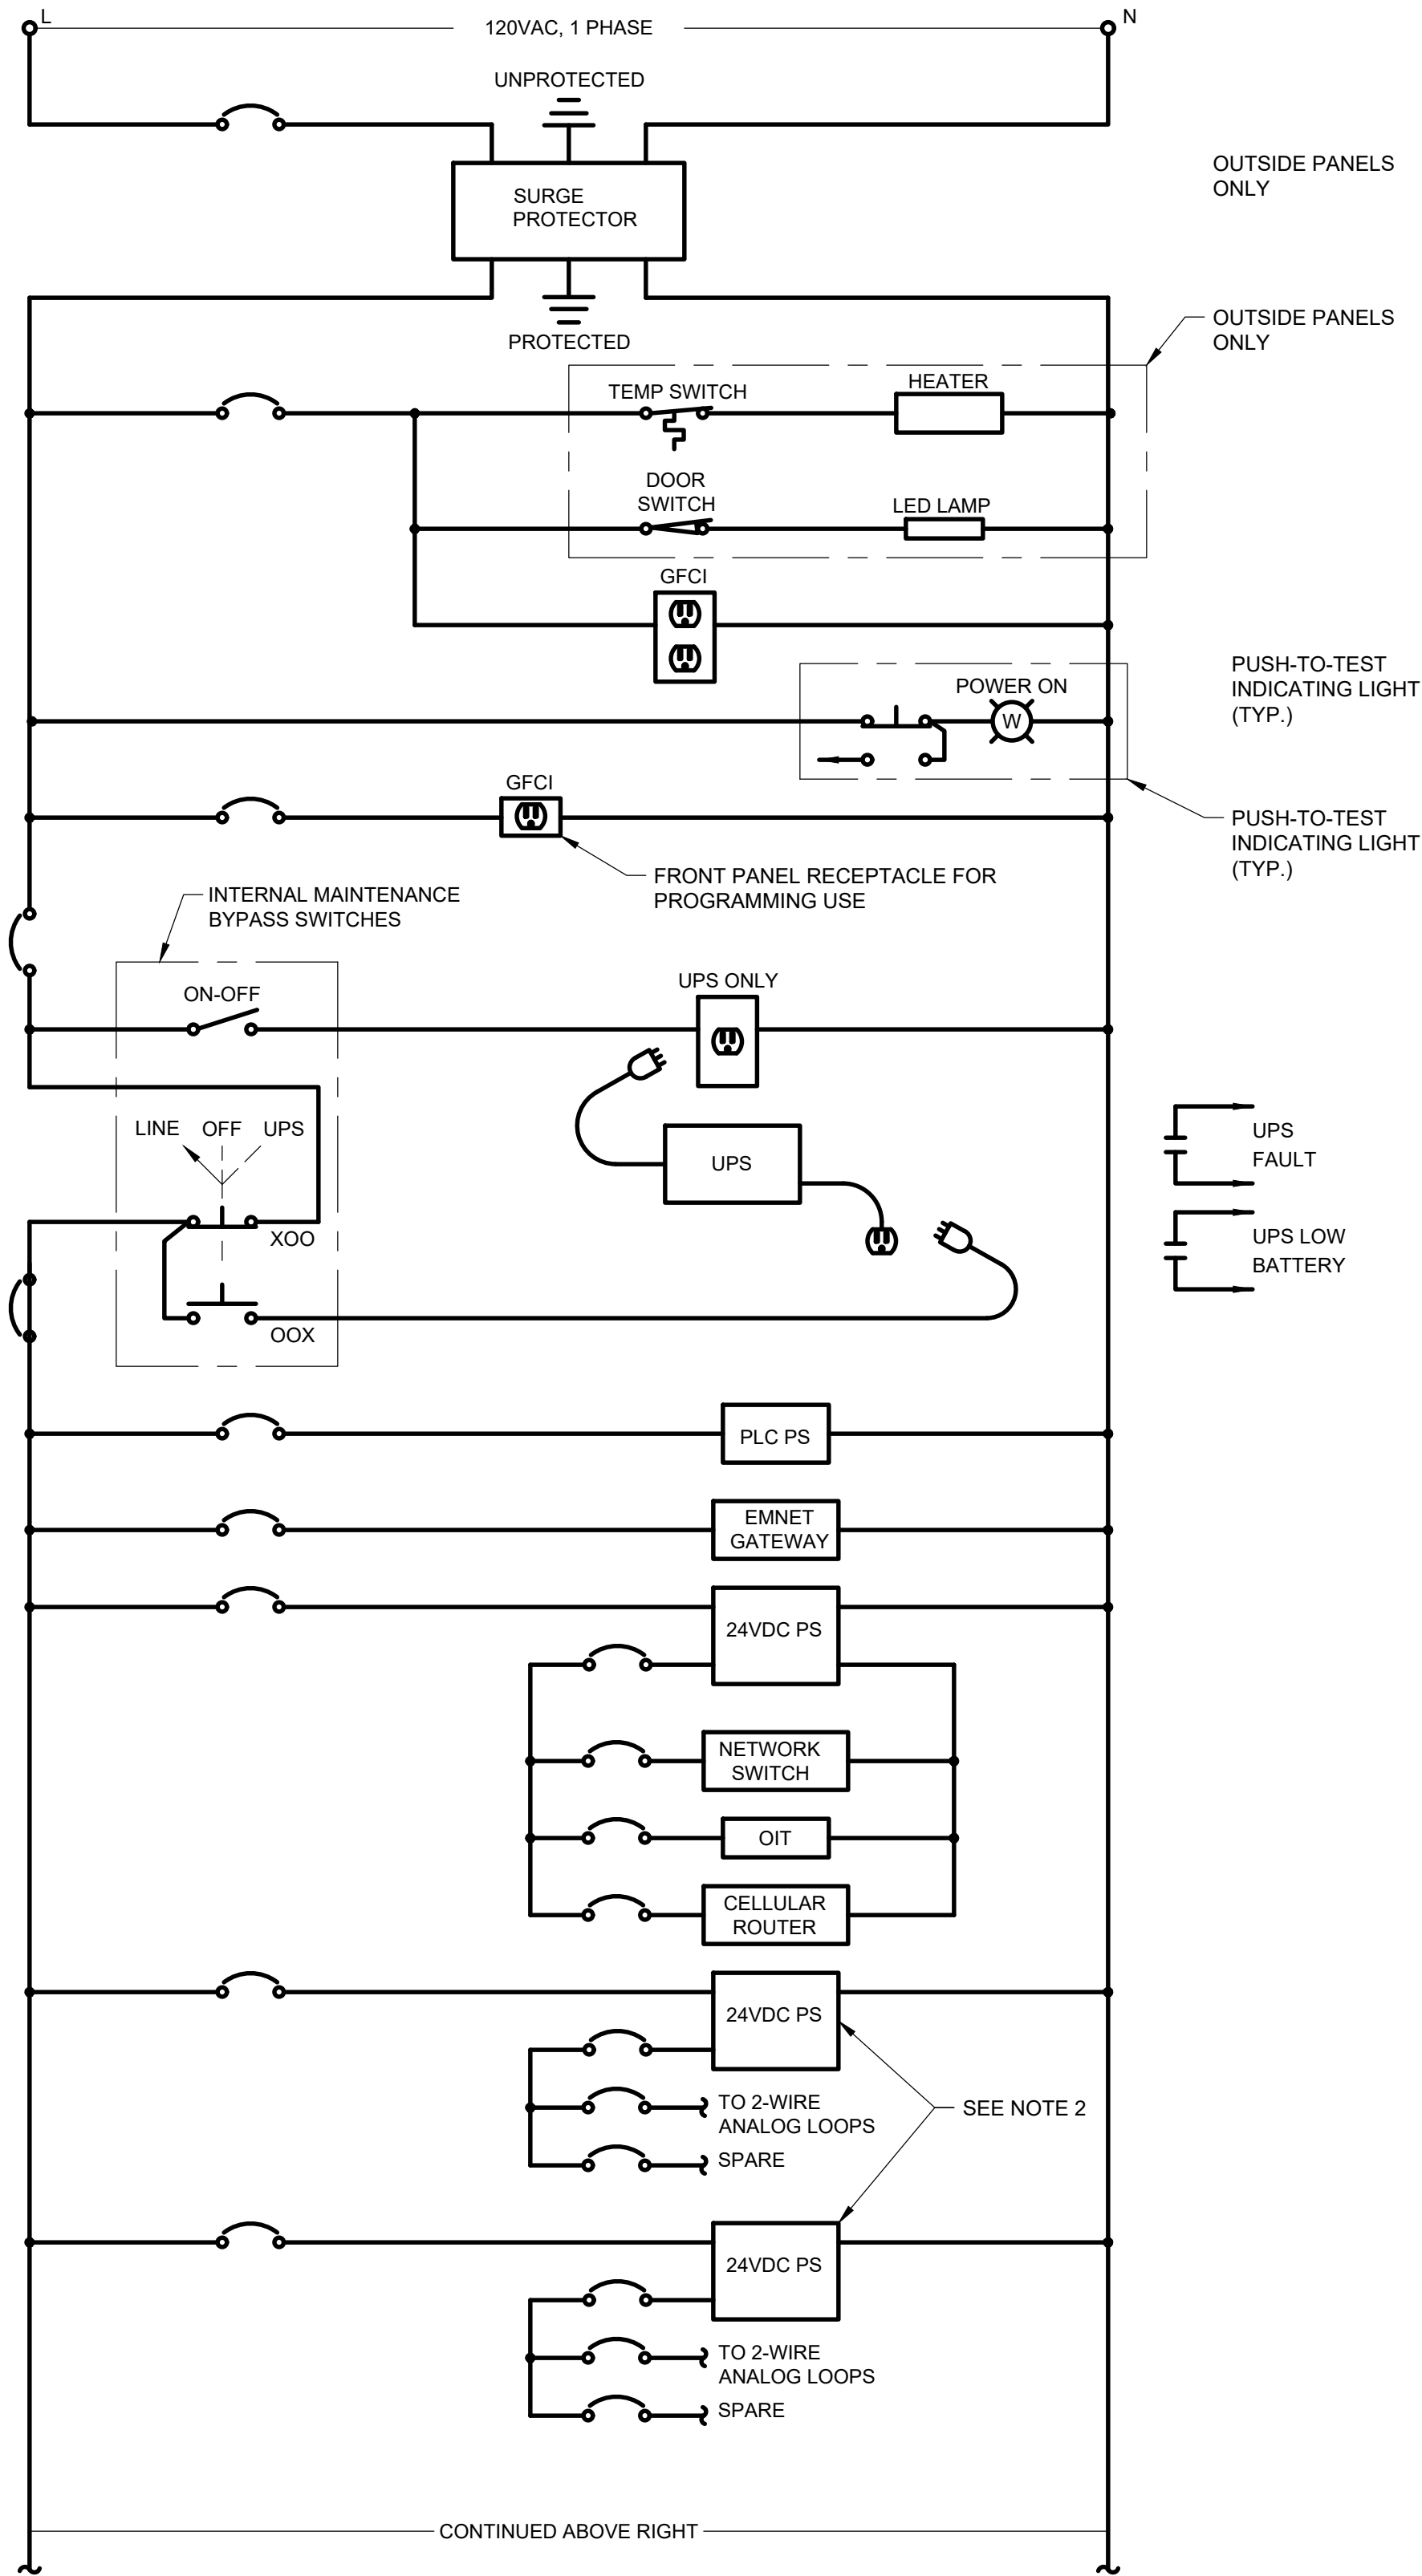 L
120VAC, 1 PHASE
N
UNPROTECTED
OUTSIDE PANELS
ONLY
SURGE
PROTECTOR
PROTECTED
OUTSIDE PANELS
ONLY
TEMP SWITCH
HEATER
DOOR
SWITCH
LED LAMP
GFCI
PUSH-TO-TEST
INDICATING LIGHT
(TYP.)
POWER ON
W
GFCI
PUSH-TO-TEST
INDICATING LIGHT
(TYP.)
FRONT PANEL RECEPTACLE FOR
PROGRAMMING USE
INTERNAL MAINTENANCE
BYPASS SWITCHES
ON-OFF
UPS ONLY
LINE
OFF
UPS
UPS
UPS
FAULT
XOO
UPS LOW
BATTERY
OOX
PLC PS
EMNET
GATEWAY
24VDC PS
NETWORK
SWITCH
OIT
CELLULAR
ROUTER
24VDC PS
TO 2-WIRE
ANALOG LOOPS
SEE NOTE 2
SPARE
24VDC PS
TO 2-WIRE
ANALOG LOOPS
SPARE
CONTINUED ABOVE RIGHT